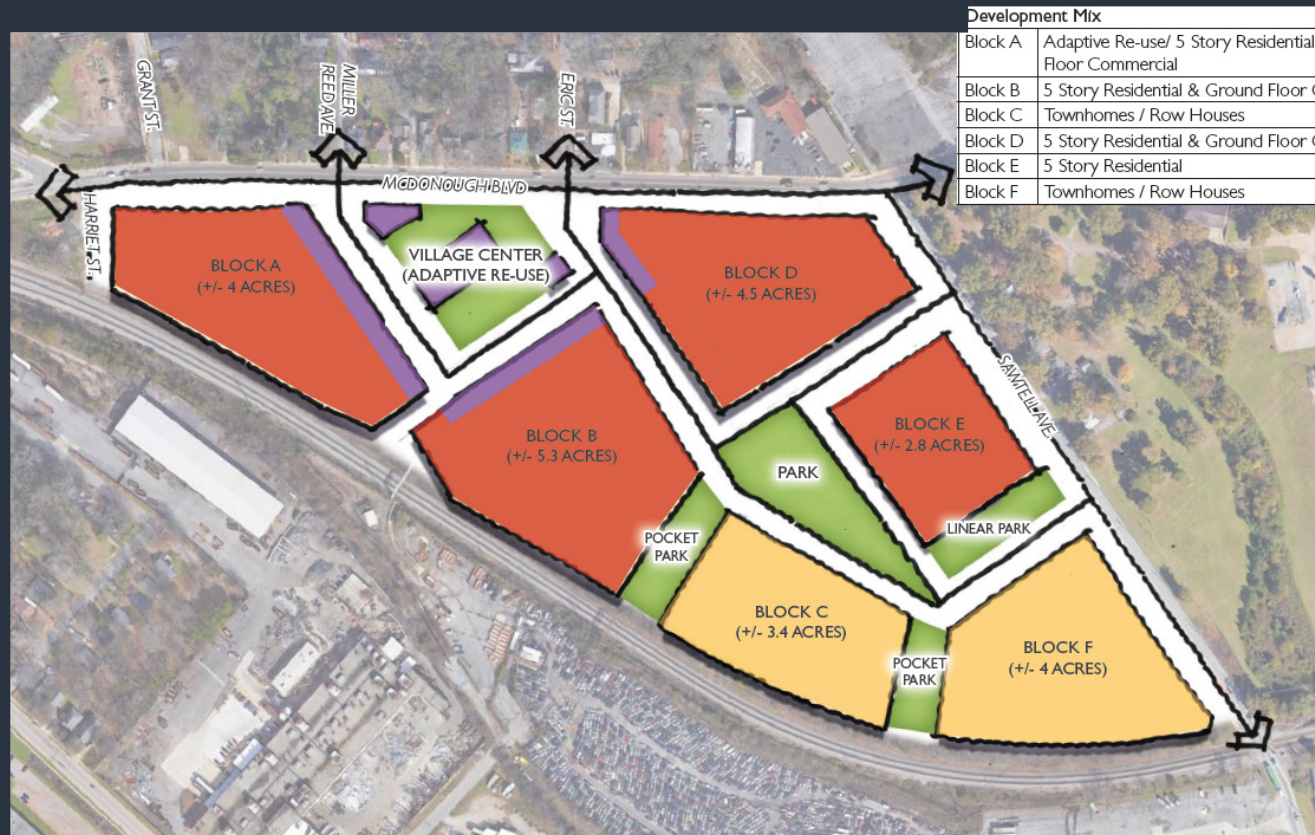 Development Mix
Block A Adaptive Re-use/ 5 Story Residential
Floor Commercial
Block B 5 Story Residential & Ground Floor
Block C Townhomes / Row Houses
Block D 5 Story Residential & Ground Floor
Block E 5 Story Residential
Block F Townhomes / Row Houses
GRANT ST.
MILLER
REED AVE.
ERIC ST.
MCDONOUGH BLVD
HARRIET ST.
BLOCK A
(+/- 4 ACRES)
VILLAGE CENTER
(ADAPTIVE RE-USE)
BLOCK D
(+/- 4.5 ACRES)
SAWTELL AVE.
BLOCK B
(+/- 5.3 ACRES)
BLOCK E
(+/- 2.8 ACRES)
PARK
LINEAR PARK
POCKET
PARK
BLOCK C
(+/- 3.4 ACRES)
BLOCK F
(+/- 4 ACRES)
POCKET
PARK